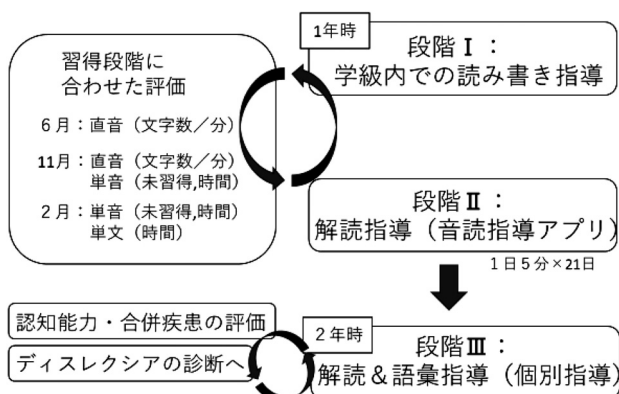 習得段階に
合わせた評価
6月：直音（文字数／分）
11月：直音（文字数／分）
単音（未習得,時間）
2月：単音（未習得,時間）
単文（時間）
1年時
段階Ⅰ：
学級内での読み書き指導
段階Ⅱ：
解読指導（音読指導アプリ）
1日5分×21日
認知能力・合併疾患の評価
ディスレクシアの診断へ
２年時
段階Ⅲ：
解読＆語彙指導（個別指導）